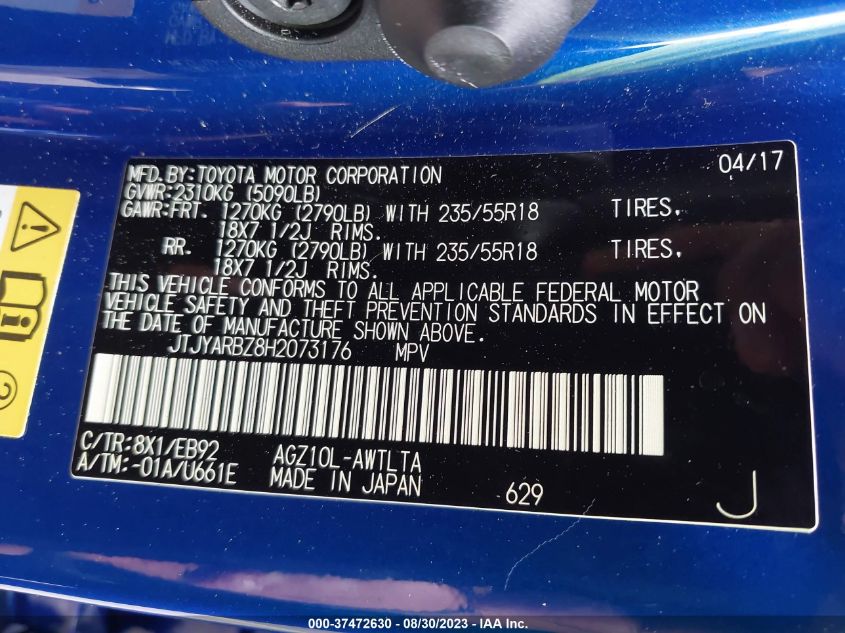 MFD.BY:TOYOTA MOTOR CORPORATION 04/17
GVWR:2310KG (5090LB)
GAWR:FRT. 1270KG (2790LB) WITH 235/55R18 TIRES,
18X7 1/2J RIMS.
RR. 1270KG (2790LB) WITH 235/55R18 TIRES,
18X7 1/2J RIMS.
THIS VEHICLE CONFORMS TO ALL APPLICABLE FEDERAL MOTOR
VEHICLE SAFETY AND THEFT PREVENTION STANDARDS IN EFFECT ON
THE DATE OF MANUFACTURE SHOWN ABOVE.
JTJYARBZ8H2073176 MPV
C/TR:8X1/EB92 AGZ10L-AWTLTA
A/TM:-01A/U661E MADE IN JAPAN 629 J
2
000-37472630 - 08/30/2023 - IAA Inc.